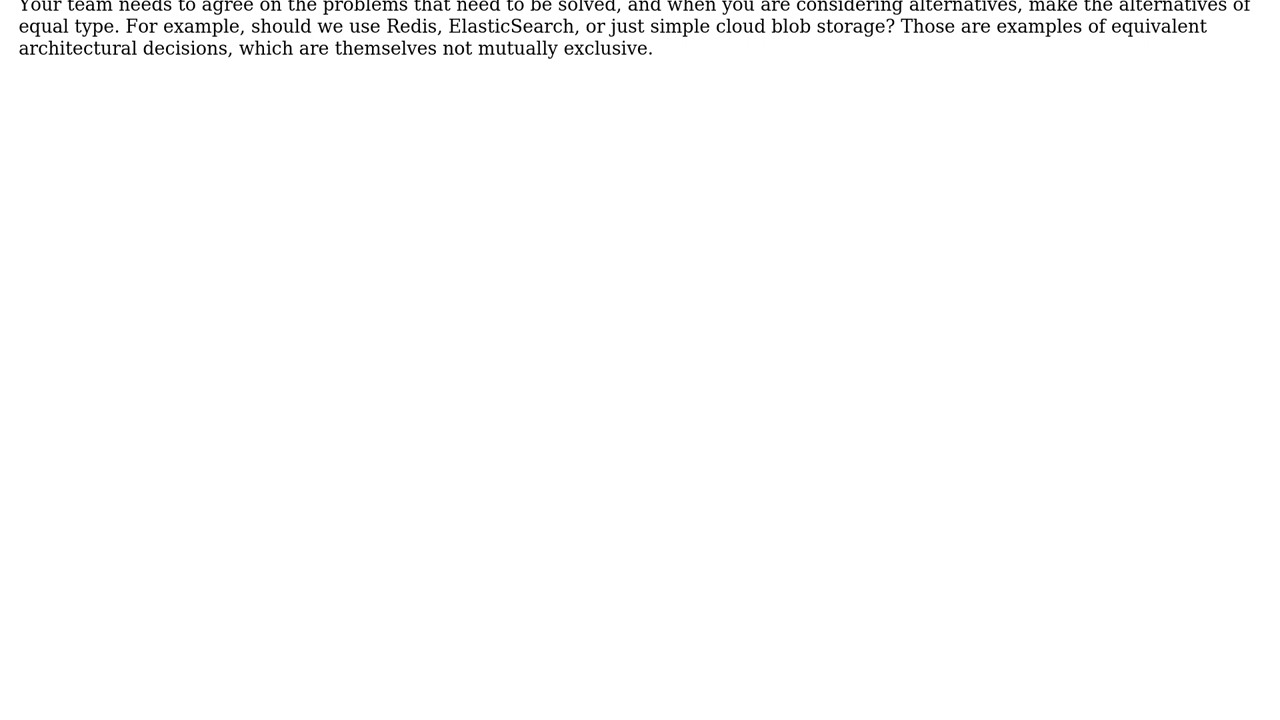 Your team needs to agree on the problems that need to be solved, and when you are considering alternatives, make the alternatives of
equal type. For example, should we use Redis, ElasticSearch, or just simple cloud blob storage? Those are examples of equivalent
architectural decisions, which are themselves not mutually exclusive.